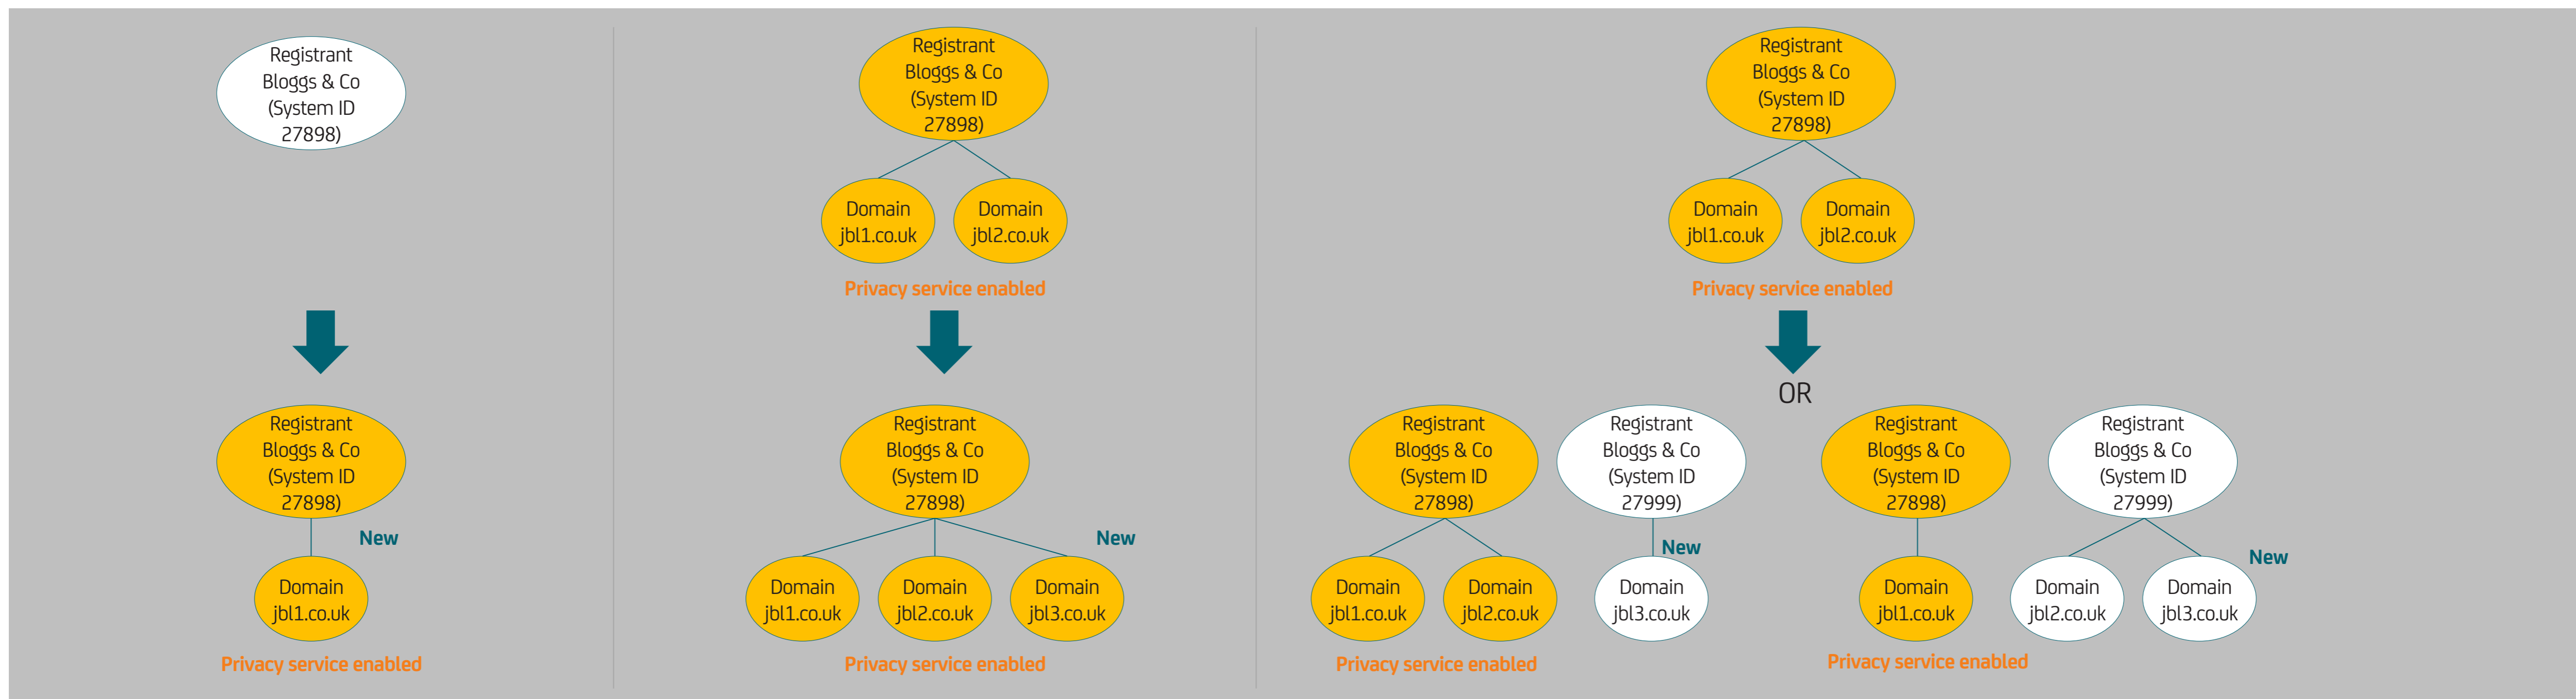 Registrant
Bloggs & Co
(System ID
27898)
New
Registrant
Bloggs & Co
(System ID
27898)
Domain
jbl1.co.uk
Privacy service enabled
Registrant
Bloggs & Co
(System ID
27898)
Domain
jbl1.co.uk
Domain
jbl2.co.uk
Privacy service enabled
Registrant
Bloggs & Co
(System ID
27898)
New
Domain
jbl1.co.uk
Domain
jbl2.co.uk
Domain
jbl3.co.uk
Privacy service enabled
Registrant
Bloggs & Co
(System ID
27898)
Domain
jbl1.co.uk
Domain
jbl2.co.uk
Privacy service enabled
OR
Registrant
Bloggs & Co
(System ID
27898)
Domain
jbl1.co.uk
Domain
jbl2.co.uk
Privacy service enabled
Registrant
Bloggs & Co
(System ID
27999)
New
Domain
jbl3.co.uk
Registrant
Bloggs & Co
(System ID
27898)
Domain
jbl1.co.uk
Privacy service enabled
Registrant
Bloggs & Co
(System ID
27999)
New
Domain
jbl2.co.uk
Domain
jbl3.co.uk